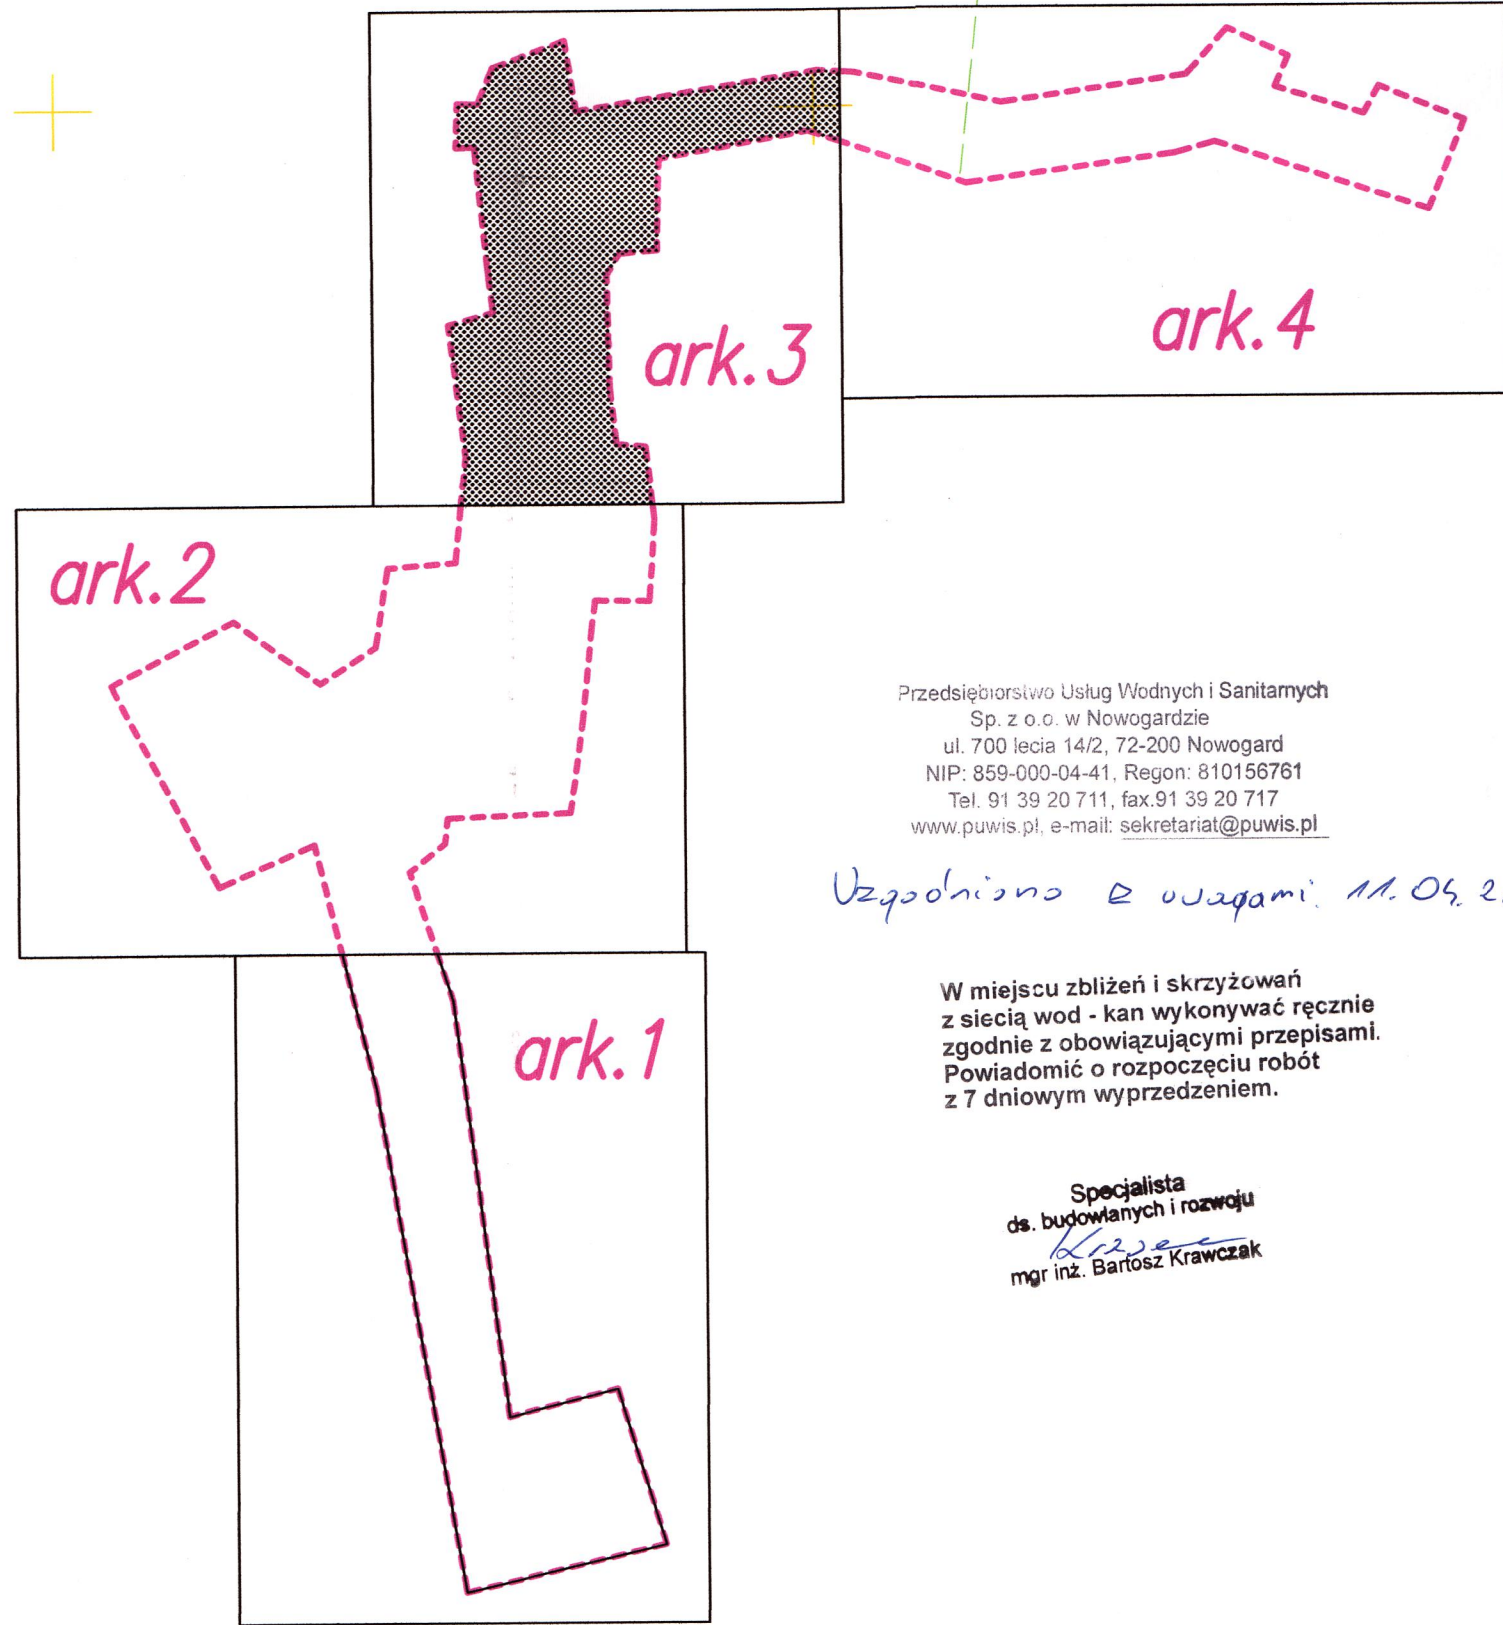 ark.3
ark.4
ark.2
ark.1
Przedsiębiorstwo Usług Wodnych i Sanitarnych
Sp. z o.o. w Nowogardzie
ul. 700 lecia 14/2, 72-200 Nowogard
NIP: 859-000-04-41, Regon: 810156761
Tel. 91 39 20 711, fax.91 39 20 717
www.puwis.pl, e-mail: sekretariat@puwis.pl
Uzgodniono z uwagami. 11.04.2
W miejscu zbliżeń i skrzyżowań
z siecią wod - kan wykonywać ręcznie
zgodnie z obowiązującymi przepisami.
Powiadomić o rozpoczęciu robót
z 7 dniowym wyprzedzeniem.
Specjalista
ds. budowlanych i rozwoju
mgr inż. Bartosz Krawczak